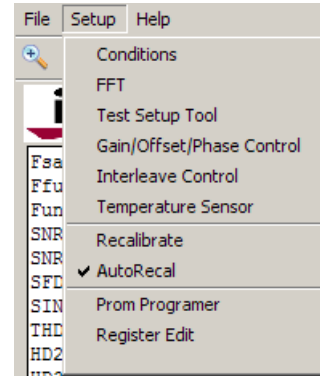 File Setup Help
Conditions
FFT
Test Setup Tool
Gain/Offset/Phase Control
Interleave Control
Temperature Sensor
Recalibrate
AutoRecal
Prom Programer
Register Edit
Fsa
Ffu
Fun
SNR
SNR
SFD
SIN
THD
HD2